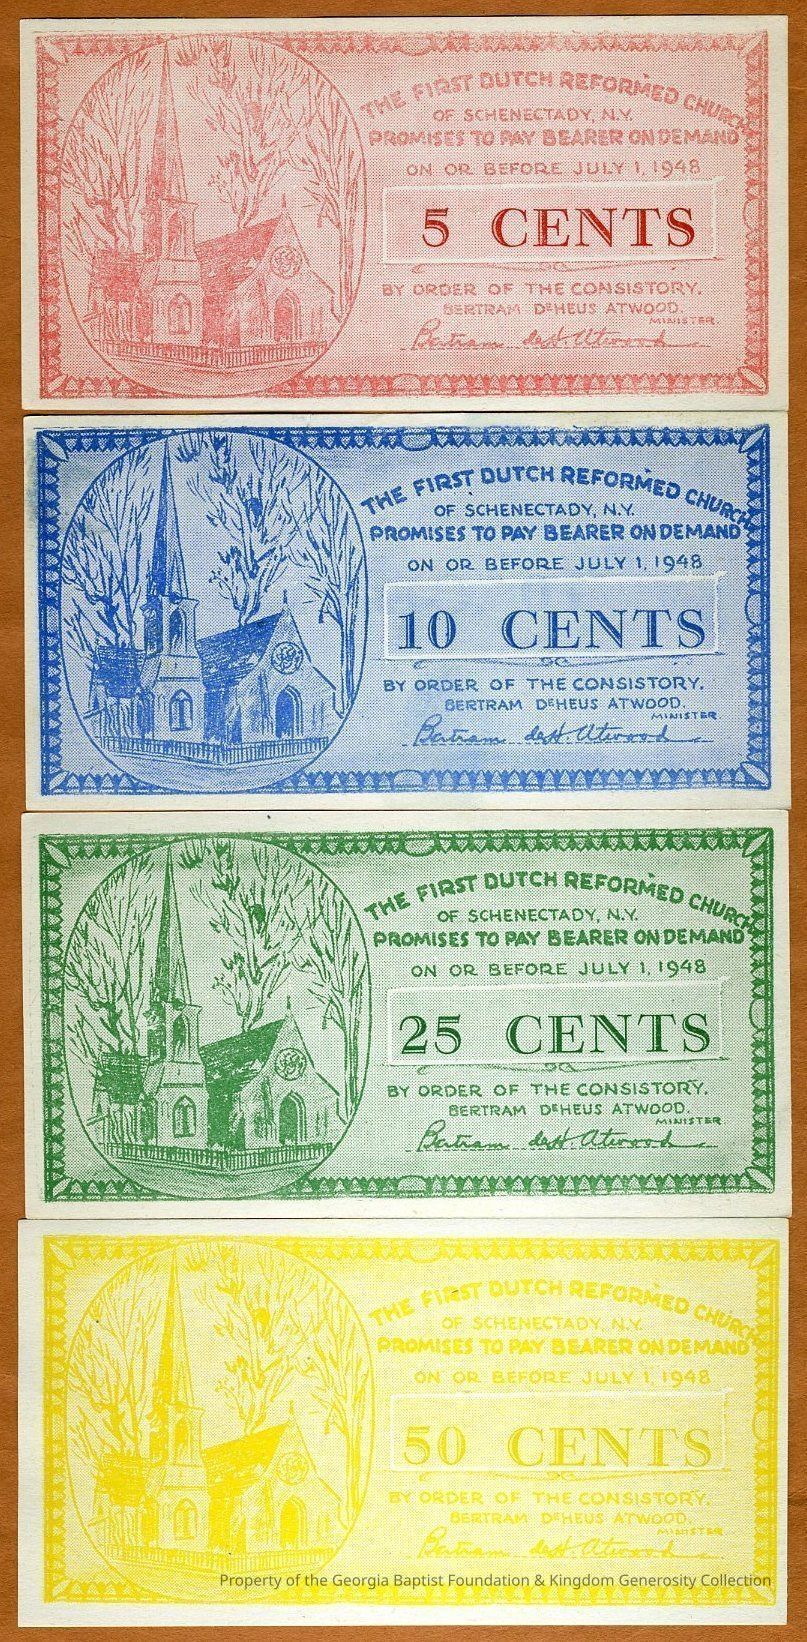 THE FIRST DUTCH REFORMED CHURCH
OF SCHENECTADY, N.Y.
PROMISES TO PAY BEARER ON DEMAND
ON OR BEFORE JULY 1, 1948
5 CENTS
BY ORDER OF THE CONSISTORY.
BERTRAM DEHEUS ATWOOD.
MINISTER.
Bertram deH. Atwood
THE FIRST DUTCH REFORMED CHURCH
OF SCHENECTADY, N.Y.
PROMISES TO PAY BEARER ON DEMAND
ON OR BEFORE JULY 1, 1948
10 CENTS
BY ORDER OF THE CONSISTORY.
BERTRAM DEHEUS ATWOOD.
MINISTER.
Bertram deH. Atwood
THE FIRST DUTCH REFORMED CHURCH
OF SCHENECTADY, N.Y.
PROMISES TO PAY BEARER ON DEMAND
ON OR BEFORE JULY 1, 1948
25 CENTS
BY ORDER OF THE CONSISTORY.
BERTRAM DEHEUS ATWOOD.
MINISTER.
Bertram deH. Atwood
THE FIRST DUTCH REFORMED CHURCH
OF SCHENECTADY, N.Y.
PROMISES TO PAY BEARER ON DEMAND
ON OR BEFORE JULY 1, 1948
50 CENTS
BY ORDER OF THE CONSISTORY.
BERTRAM DEHEUS ATWOOD.
MINISTER
Bertram deH. Atwood
Property of the Georgia Baptist Foundation & Kingdom Generosity Collection